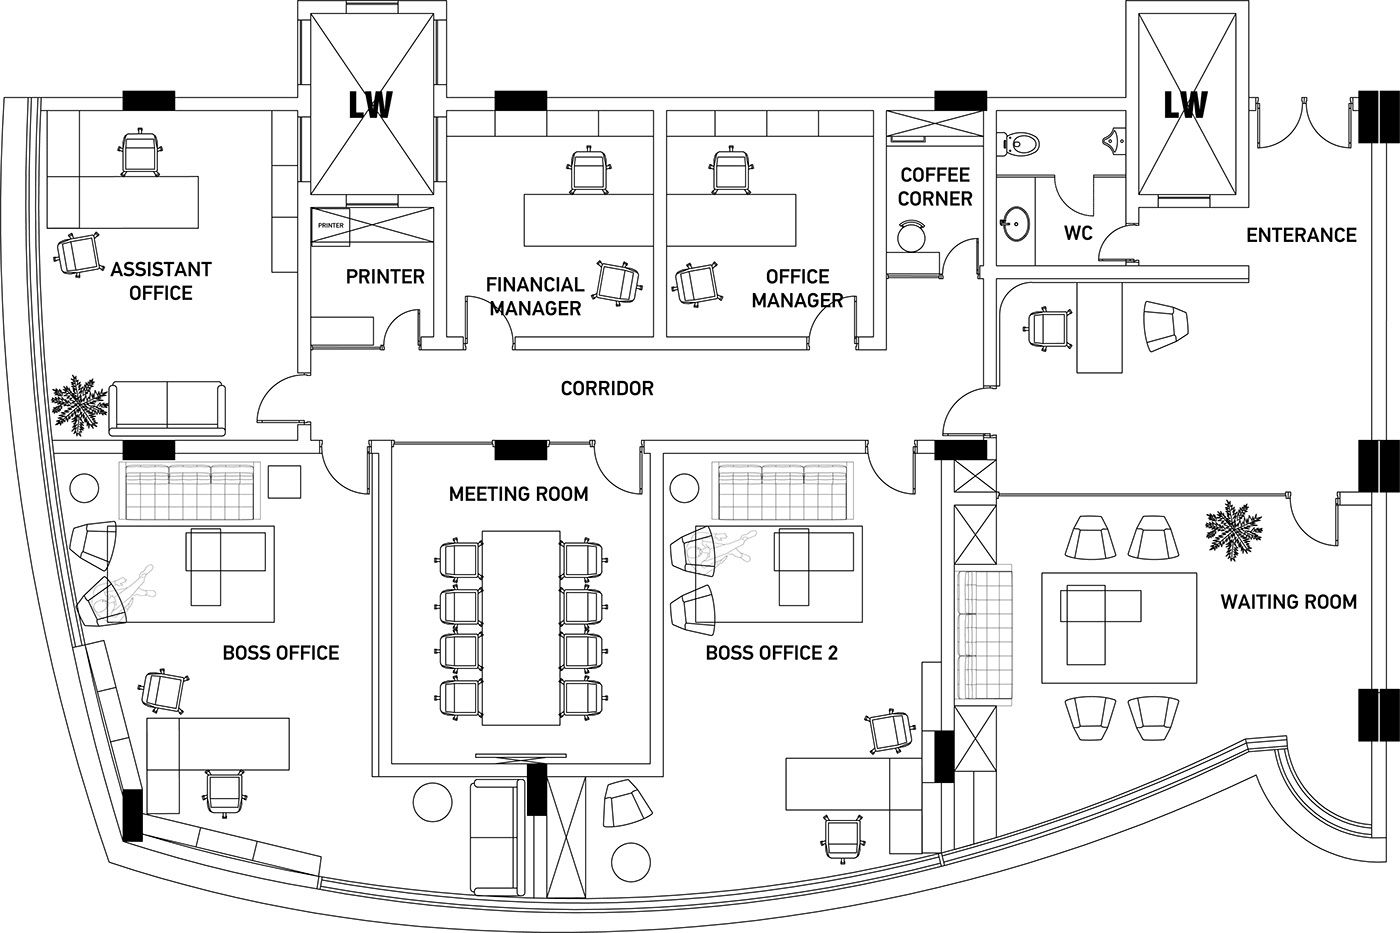 LW
LW
COFFEE
CORNER
PRINTER
WC
ENTERANCE
ASSISTANT
OFFICE
PRINTER
FINANCIAL
MANAGER
OFFICE
MANAGER
CORRIDOR
MEETING ROOM
WAITING ROOM
BOSS OFFICE
BOSS OFFICE 2